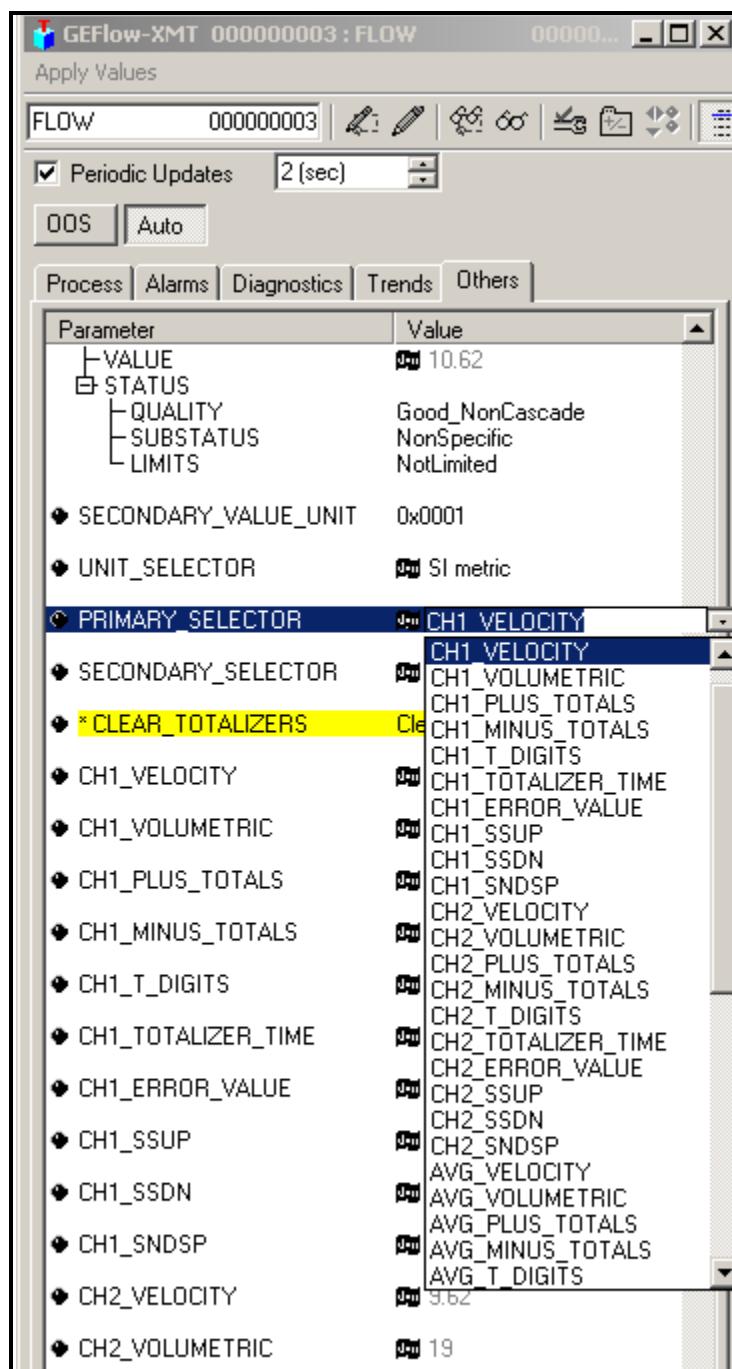 GEFlow-XMT 000000003 : FLOW 00000...
Apply Values
FLOW 000000003
Periodic Updates 2 (sec)
OOS Auto
Process Alarms Diagnostics Trends Others
Parameter Value
VALUE 10.62
STATUS
QUALITY Good_NonCascade
SUBSTATUS NonSpecific
LIMITS NotLimited
SECONDARY_VALUE_UNIT 0x0001
UNIT_SELECTOR SI metric
PRIMARY_SELECTOR CH1_VELOCITY
SECONDARY_SELECTOR
* CLEAR_TOTALIZERS Cle
CH1_VELOCITY
CH1_VOLUMETRIC
CH1_PLUS_TOTALS
CH1_MINUS_TOTALS
CH1_T_DIGITS
CH1_TOTALIZER_TIME
CH1_ERROR_VALUE
CH1_SSUP
CH1_SSDN
CH1_SNDSP
CH2_VELOCITY 9.62
CH2_VOLUMETRIC 19
CH1_VELOCITY
CH1_VOLUMETRIC
CH1_PLUS_TOTALS
CH1_MINUS_TOTALS
CH1_T_DIGITS
CH1_TOTALIZER_TIME
CH1_ERROR_VALUE
CH1_SSUP
CH1_SSDN
CH1_SNDSP
CH2_VELOCITY
CH2_VOLUMETRIC
CH2_PLUS_TOTALS
CH2_MINUS_TOTALS
CH2_T_DIGITS
CH2_TOTALIZER_TIME
CH2_ERROR_VALUE
CH2_SSUP
CH2_SSDN
CH2_SNDSP
AVG_VELOCITY
AVG_VOLUMETRIC
AVG_PLUS_TOTALS
AVG_MINUS_TOTALS
AVG_T_DIGITS